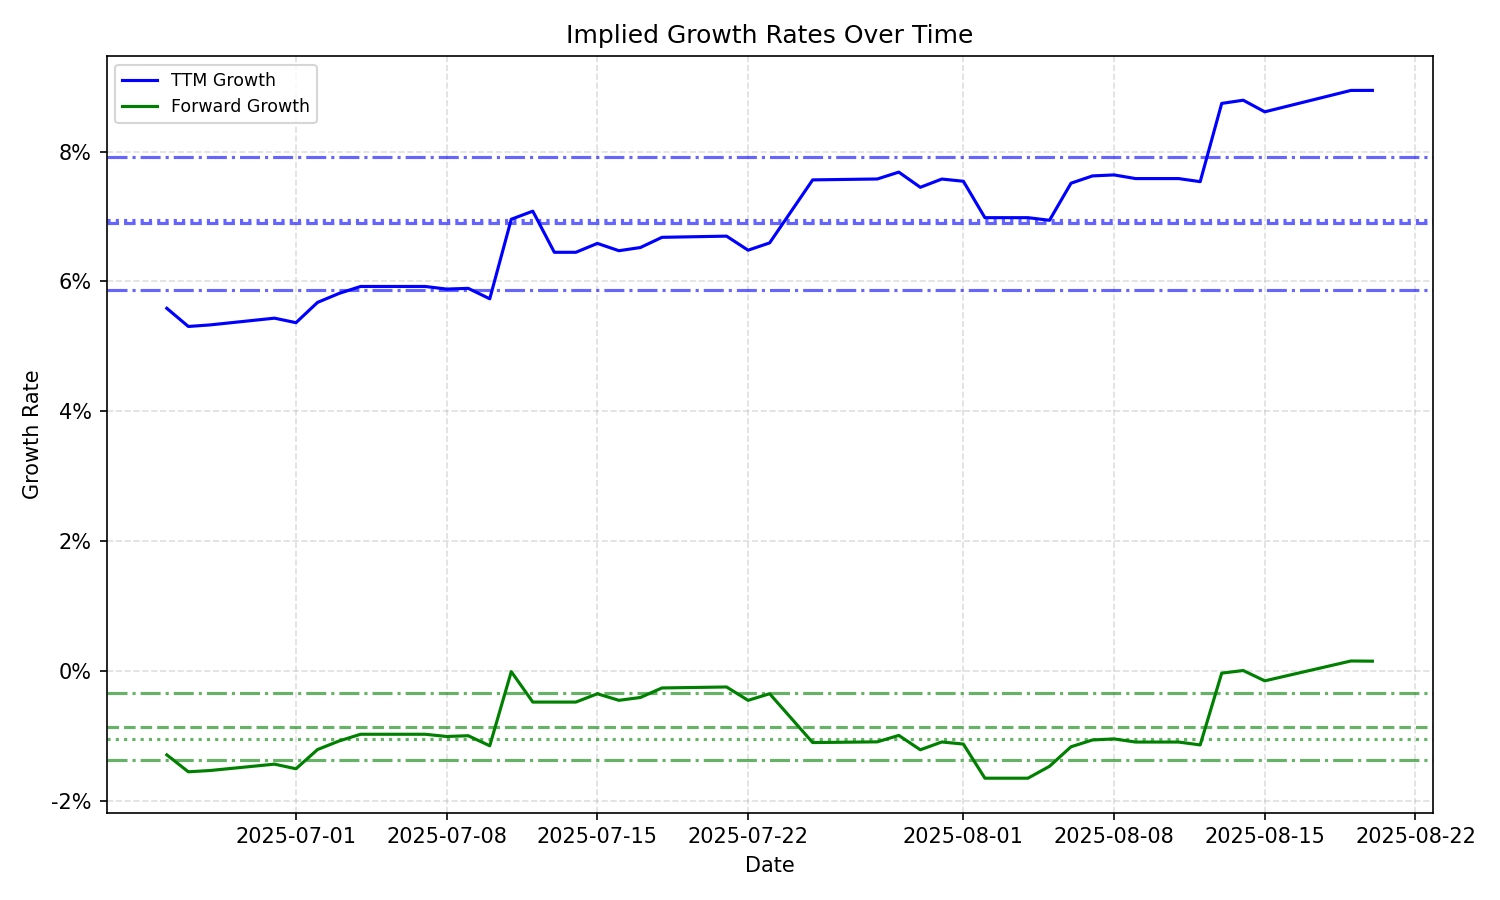 Implied Growth Rates Over Time
TTM Growth
Forward Growth
Growth Rate
8%
6%
4%
2%
0%
-2%
2025-07-01
2025-07-08
2025-07-15
2025-07-22
2025-08-01
2025-08-08
2025-08-15
2025-08-22
Date